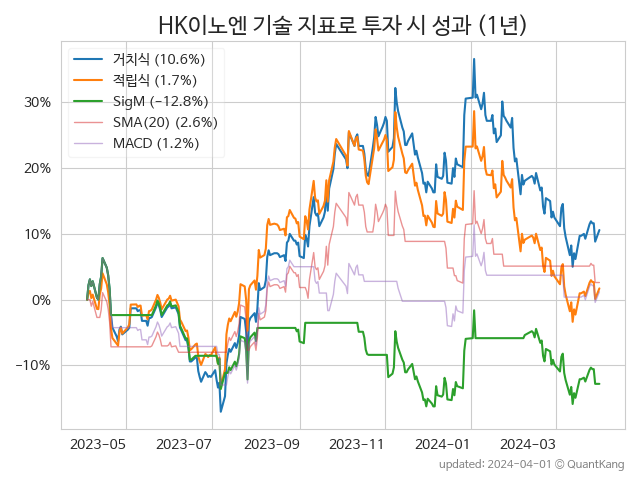 HK이노엔 기술 지표로 투자 시 성과 (1년)
거치식 (10.6%)
적립식 (1.7%)
SigM (−12.8%)
SMA(20) (2.6%)
MACD (1.2%)
30%
20%
10%
0%
−10%
2023-05 2023-07 2023-09 2023-11 2024-01 2024-03
updated: 2024-04-01 © QuantKang